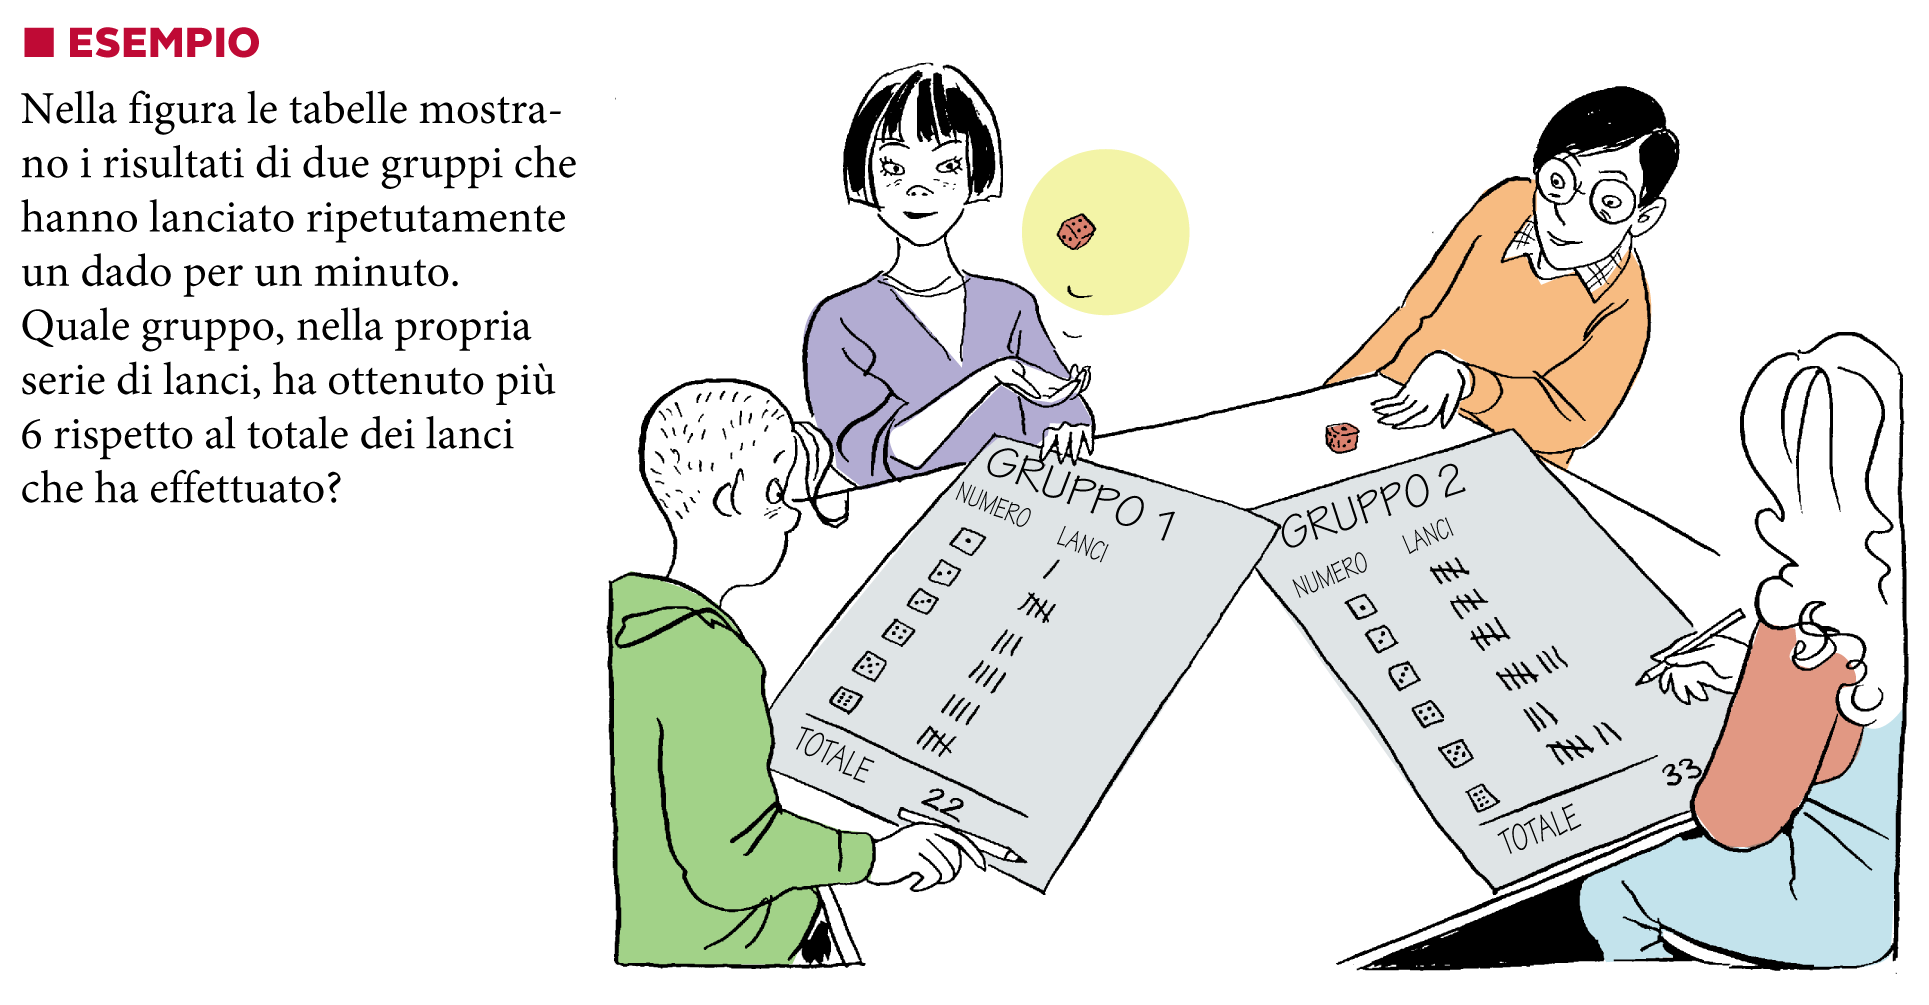 ESEMPIO
Nella figura le tabelle mostra-
no i risultati di due gruppi che
hanno lanciato ripetutamente
un dado per un minuto.
Quale gruppo, nella propria
serie di lanci, ha ottenuto più
6 rispetto al totale dei lanci
che ha effettuato?
GRUPPO 1
NUMERO LANCI
TOTALE 22
GRUPPO 2
NUMERO LANCI
TOTALE 33